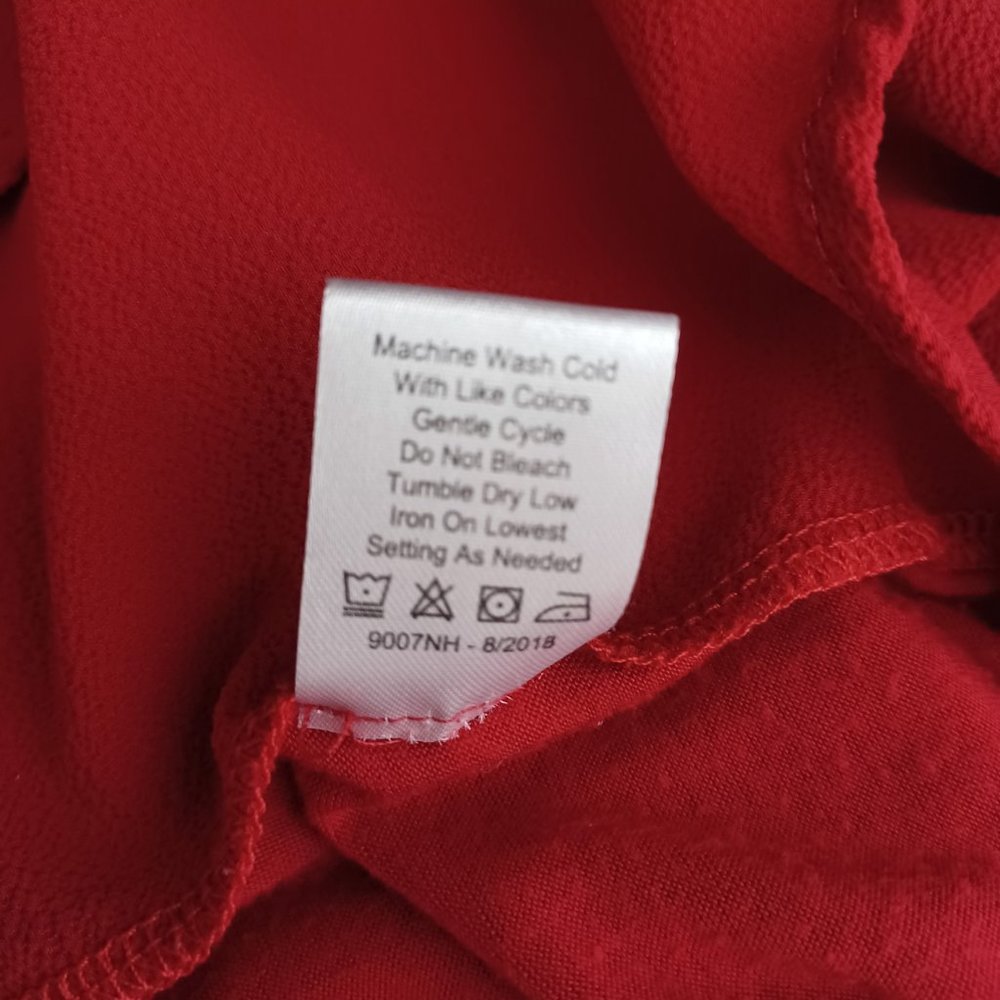 Machine Wash Cold
With Like Colors
Gentle Cycle
Do Not Bleach
Tumble Dry Low
Iron On Lowest
Setting As Needed
9007NH - 8/2018